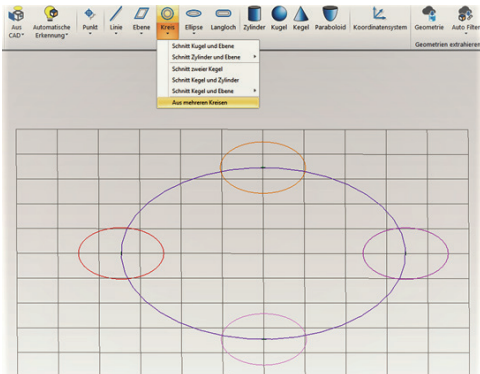 Aus CAD Automatische Erkennung Punkt Linie Ebene Kreis Ellipse Langloch Zylinder Kugel Kegel Paraboloid Koordinatensystem Geometrie Auto Filter
Geometrien extrahieren
Schnitt Kugel und Ebene
Schnitt Zylinder und Ebene
Schnitt zweier Kegel
Schnitt Kugel und Zylinder
Schnitt Kegel und Ebene
Aus mehreren Kreisen